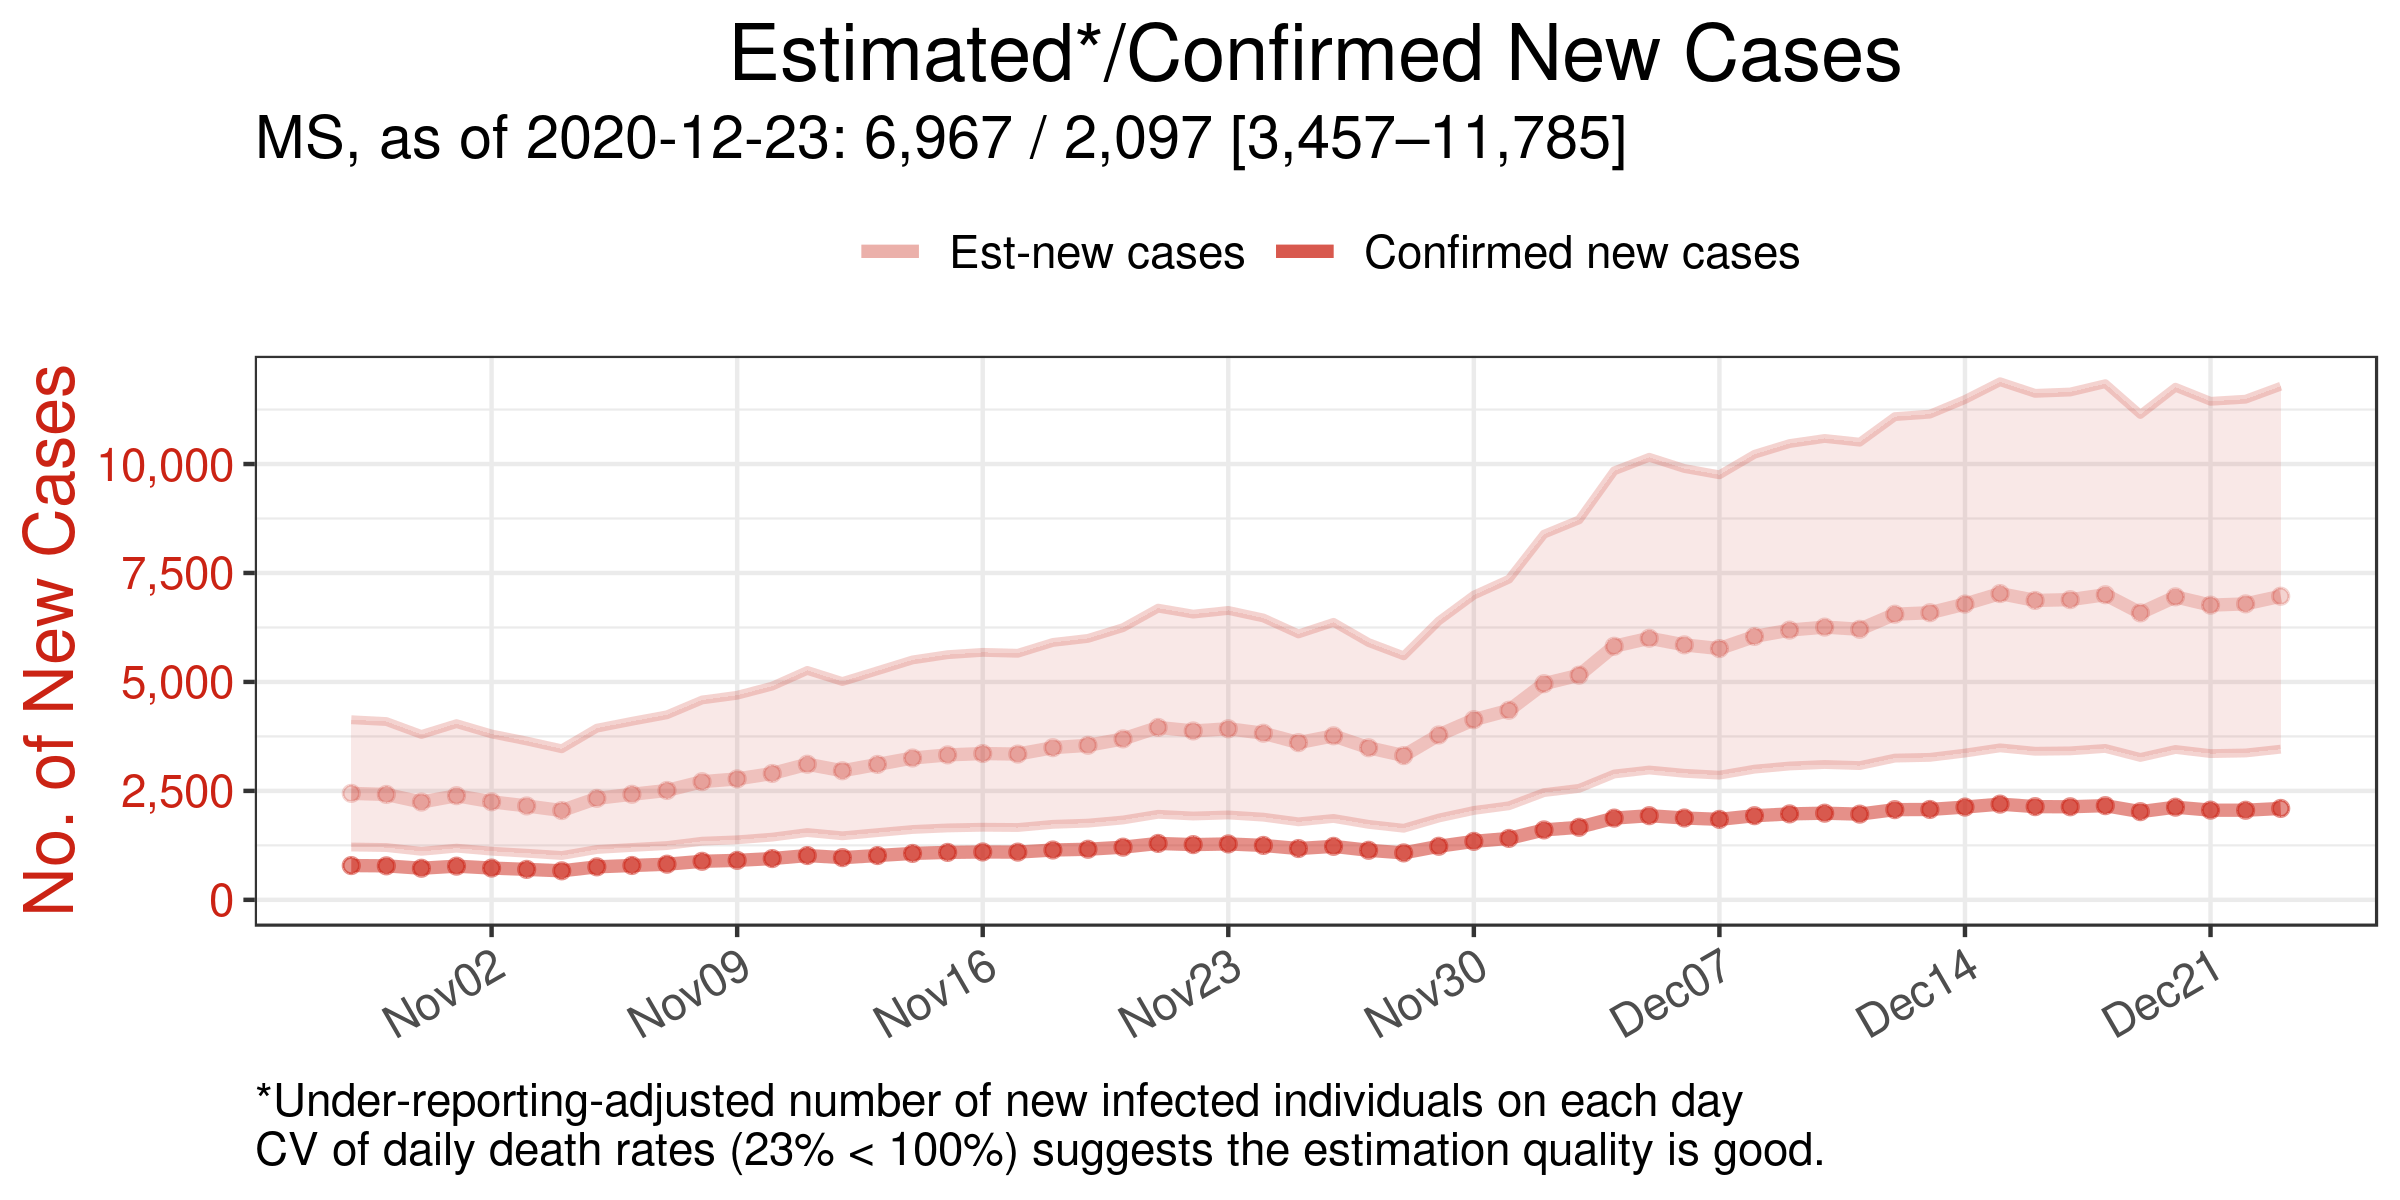 Estimated*/Confirmed New Cases
MS, as of 2020-12-23: 6,967 / 2,097 [3,457–11,785]
Est-new cases
Confirmed new cases
No. of New Cases
10,000
7,500
5,000
2,500
0
Nov02
Nov09
Nov16
Nov23
Nov30
Dec07
Dec14
Dec21
*Under-reporting-adjusted number of new infected individuals on each day
CV of daily death rates (23% < 100%) suggests the estimation quality is good.